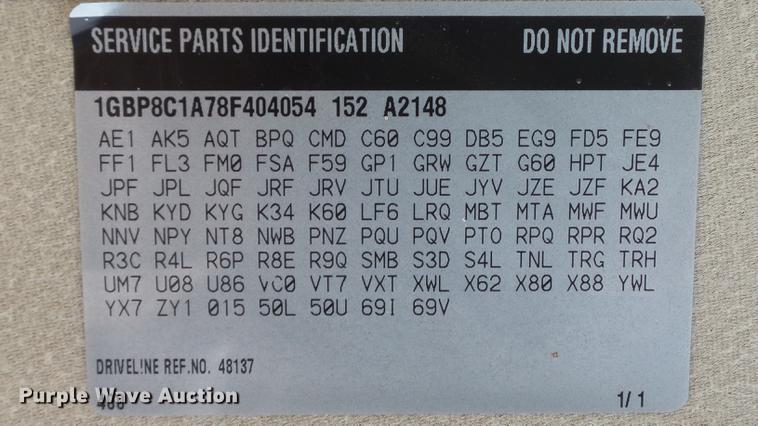 SERVICE PARTS IDENTIFICATION DO NOT REMOVE
1GBP8C1A78F404054 152 A2148
AE1 AK5 AQT BPQ CMD C60 C99 DB5 EG9 FD5 FE9
FF1 FL3 FM0 FSA F59 GP1 GRW GZT G60 HPT JE4
JPF JPL JQF JRF JRV JTU JUE JYV JZE JZF KA2
KNB KYD KYG K34 K60 LF6 LRQ MBT MTA MWF MWU
NNV NPY NT8 NWB PNZ PQU PQV PTO RPQ RPR RQ2
R3C R4L R6P R8E R9Q SMB S3D S4L TNL TRG TRH
UM7 U08 U86 VC0 VT7 VXT XWL X62 X80 X88 YWL
YX7 ZY1 015 50L 50U 69I 69V
DRIVELINE REF.NO. 48137
Purple Wave Auction
1/1